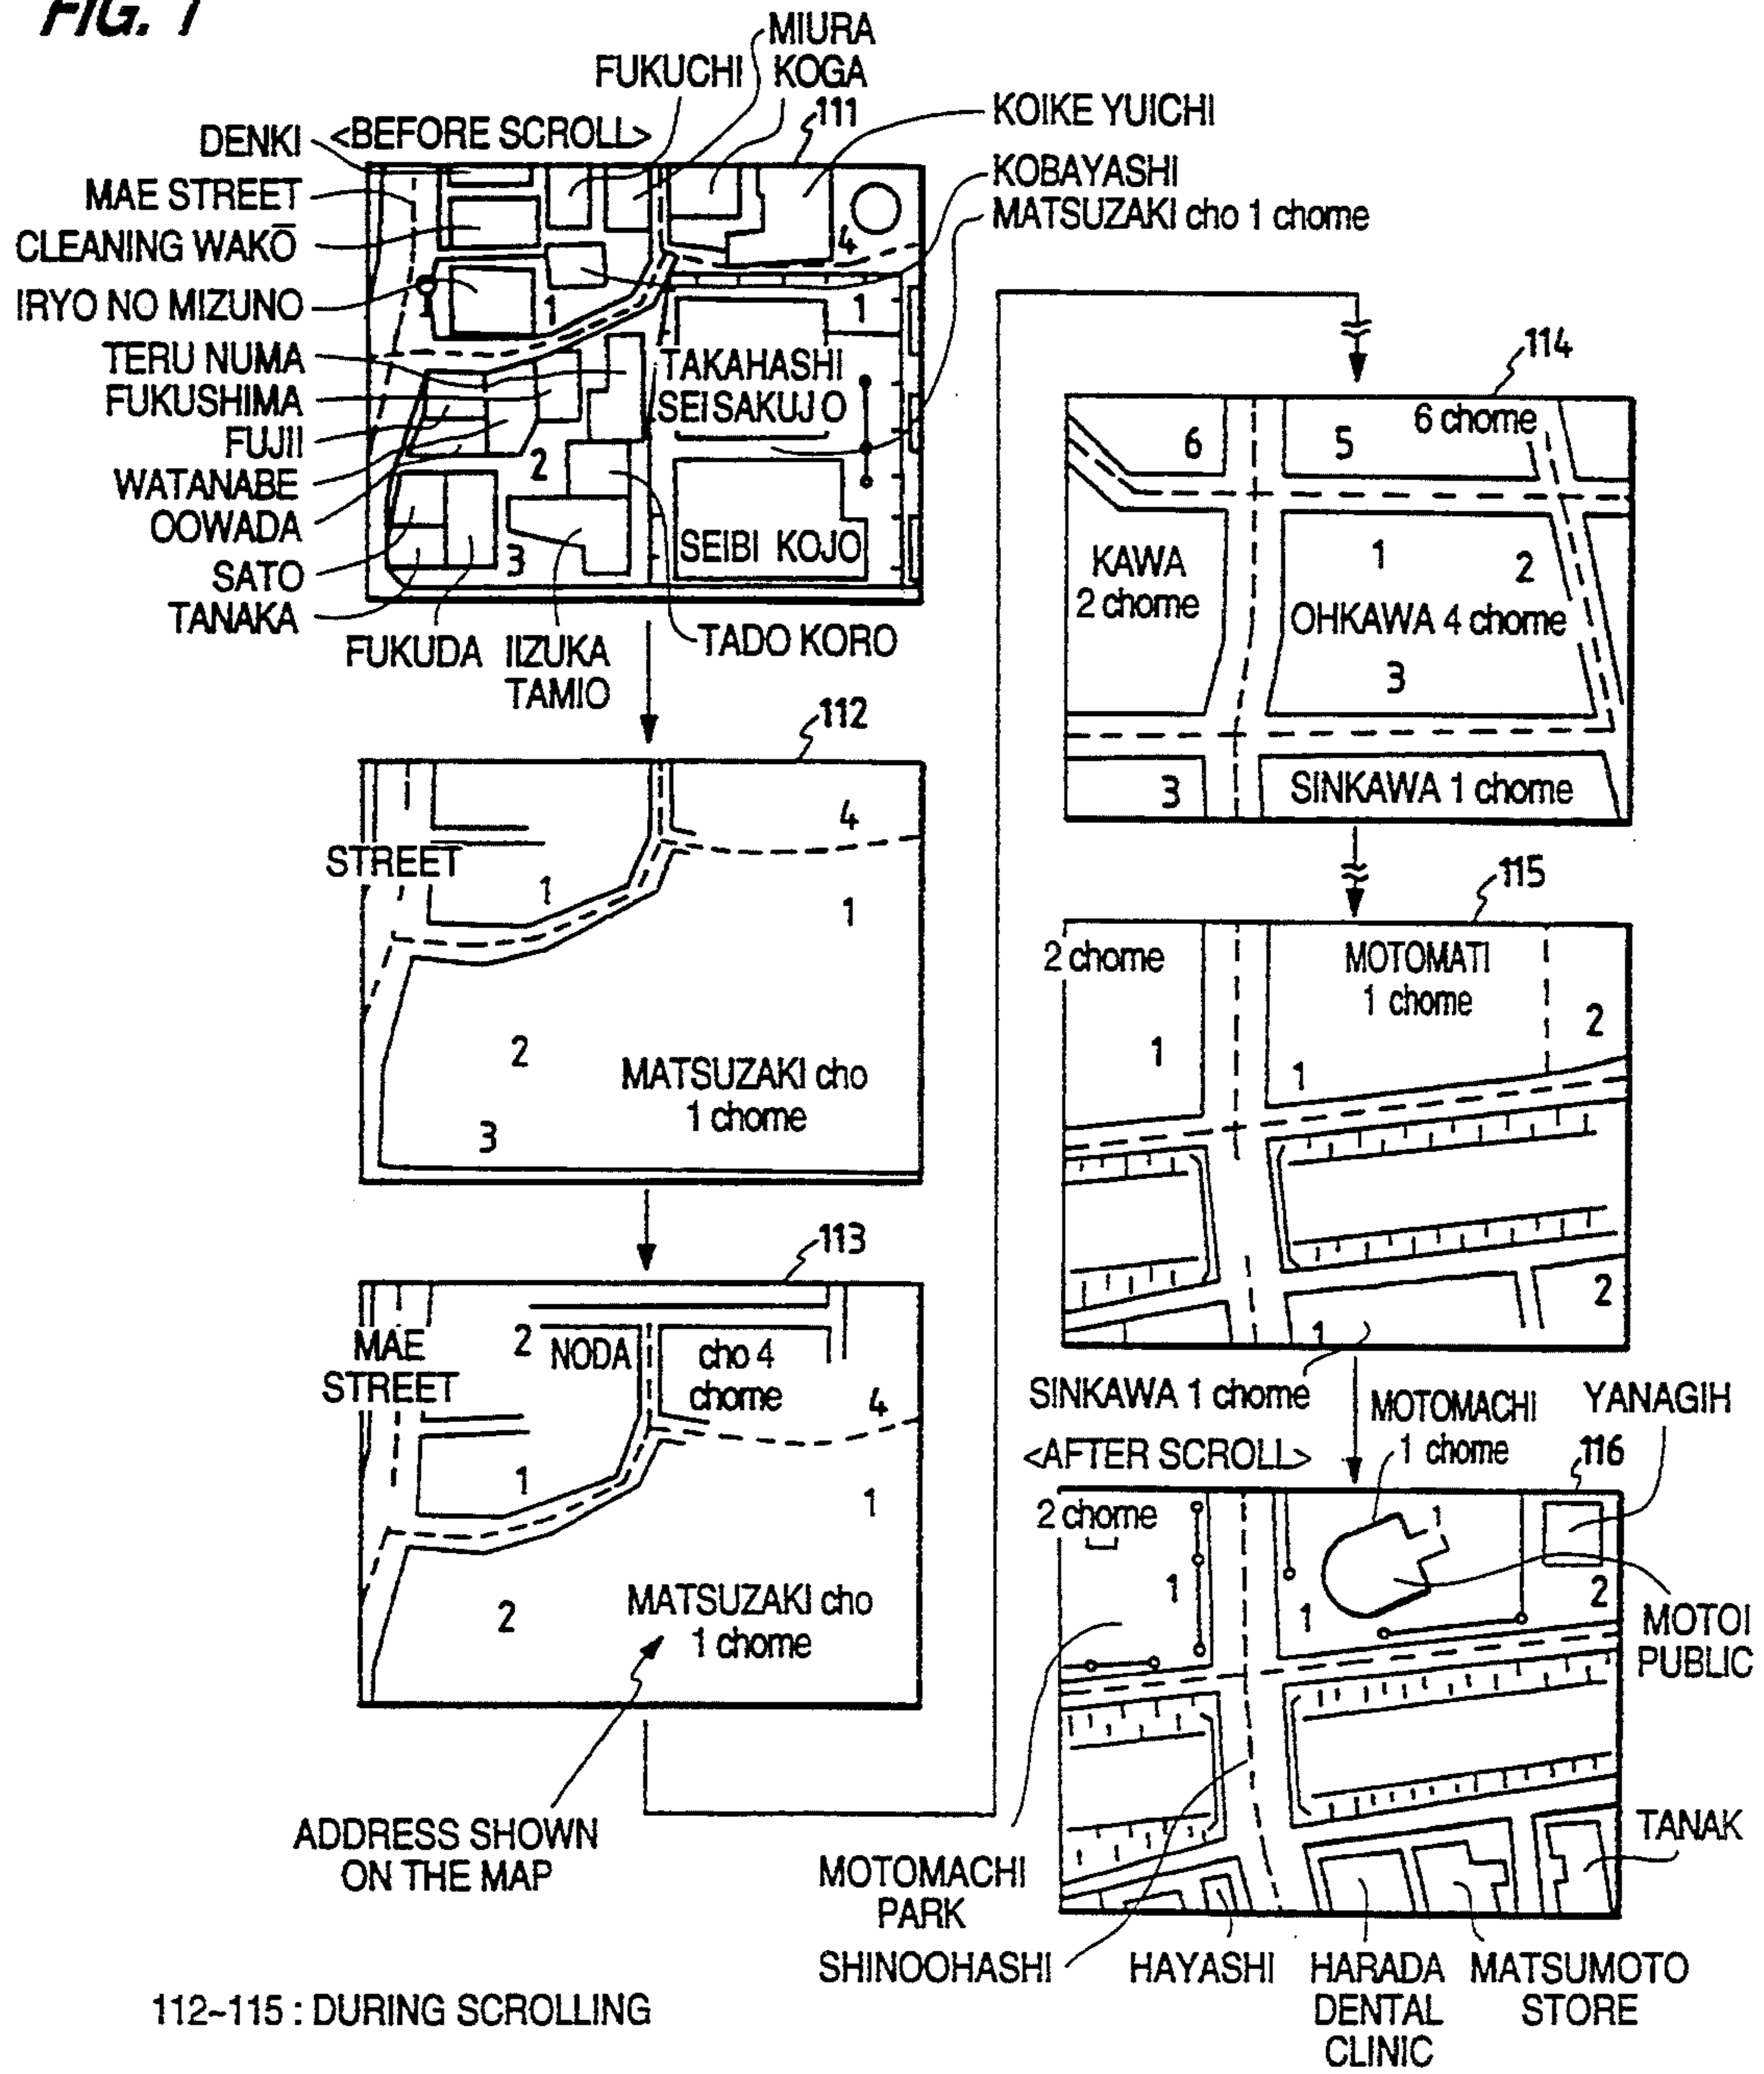 FIG. 1
MIURA
FUKUCHI KOGA
111
KOIKE YUICHI
DENKI <BEFORE SCROLL>
KOBAYASHI
MAE STREET
MATSUZAKI cho 1 chome
CLEANING WAKŌ
4
IRYO NO MIZUNO
1
1
TERU NUMA
TAKAHASHI
FUKUSHIMA
SEISAKUJO
FUJII
WATANABE
2
OOWADA
SEIBI KOJO
3
SATO
TANAKA
FUKUDA
IIZUKA
TAMIO
TADO KORO
112
4
STREET
1
1
2
MATSUZAKI cho
1 chome
3
113
MAE
STREET
2
NODA
cho 4
chome
4
1
1
2
MATSUZAKI cho
1 chome
ADDRESS SHOWN
ON THE MAP
114
6 chome
6
5
KAWA
2 chome
1
2
OHKAWA 4 chome
3
3
SINKAWA 1 chome
115
2 chome
MOTOMATI
1 chome
2
1
1
2
1
SINKAWA 1 chome
MOTOMACHI
1 chome
YANAGIH
<AFTER SCROLL>
116
2 chome
1
1
1
2
MOTOI
PUBLIC
TANAK
MOTOMACHI
PARK
SHINOOHASHI
HAYASHI
HARADA
DENTAL
CLINIC
MATSUMOTO
STORE
112~115 : DURING SCROLLING